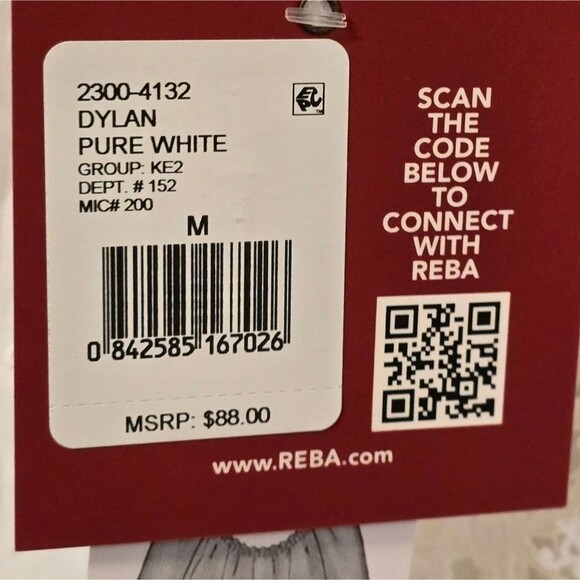 2300-4132
DYLAN
PURE WHITE
GROUP: KE2
DEPT. # 152
MIC# 200
M
0 842585 167026
MSRP: $88.00
SCAN
THE
CODE
BELOW
TO
CONNECT
WITH
REBA
www.REBA.com